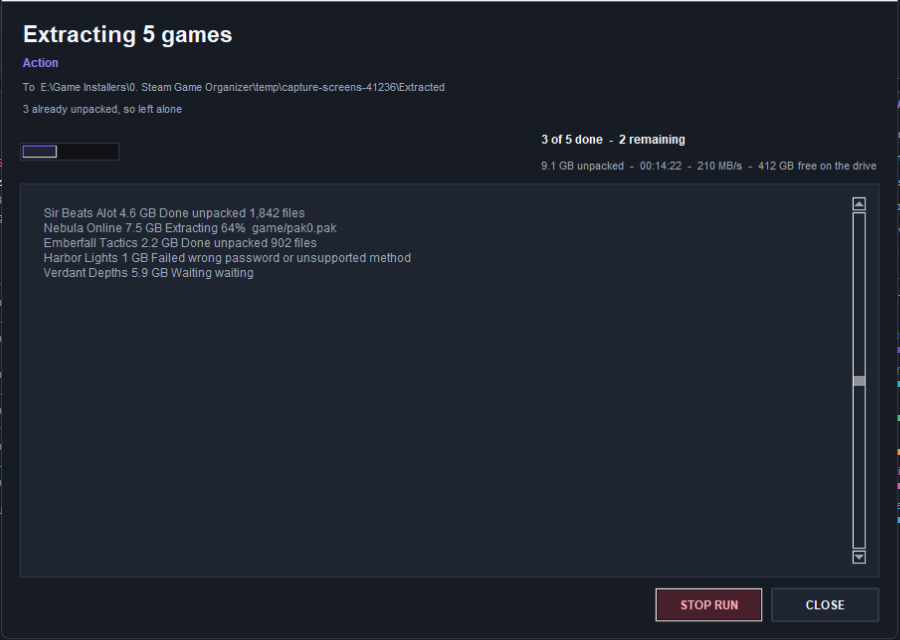 Extracting 5 games
Action
To E:\Game Installers\0. Steam Game Organizer\temp\capture-screens-41236\Extracted
3 already unpacked, so left alone
3 of 5 done - 2 remaining
9.1 GB unpacked - 00:14:22 - 210 MB/s - 412 GB free on the drive
Sir Beats Alot 4.6 GB Done unpacked 1,842 files
Nebula Online 7.5 GB Extracting 64% game/pak0.pak
Emberfall Tactics 2.2 GB Done unpacked 902 files
Harbor Lights 1 GB Failed wrong password or unsupported method
Verdant Depths 5.9 GB Waiting waiting
STOP RUN
CLOSE